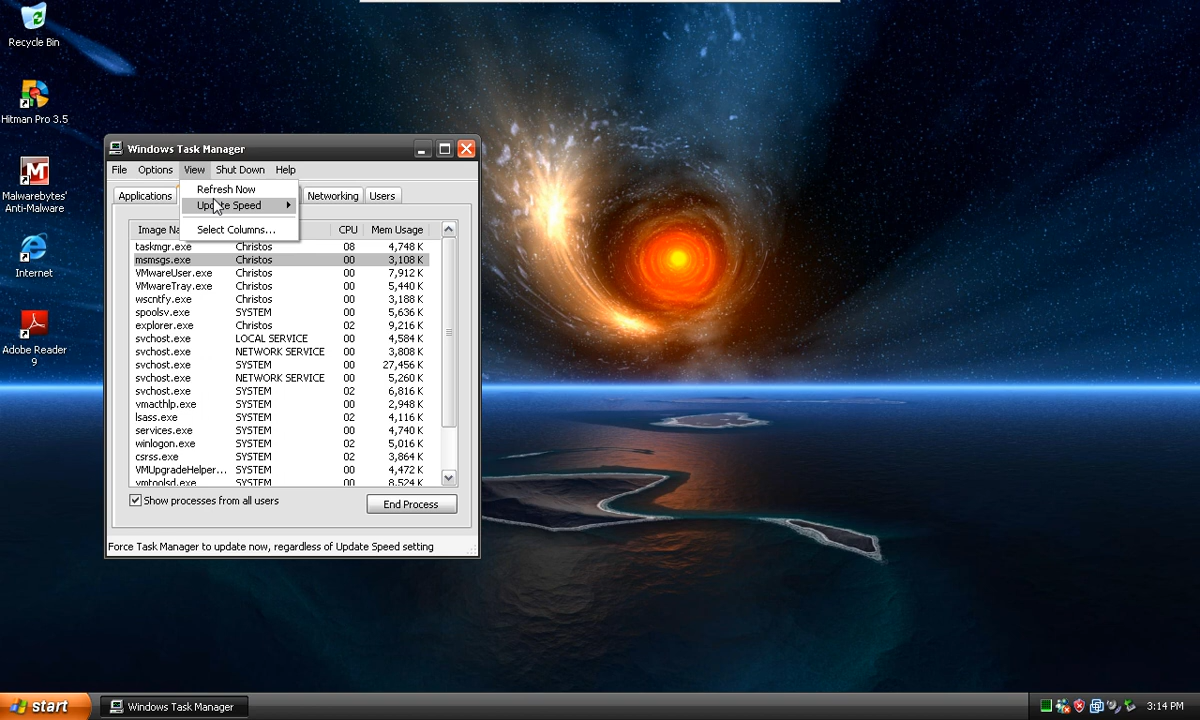 Recycle Bin
Hitman Pro 3.5
Malwarebytes'
Anti-Malware
Internet
Adobe Reader
9
Windows Task Manager
File Options View Shut Down Help
Refresh Now
Update Speed
Select Columns...
Applications Networking Users
Image CPU Mem Usage
taskmgr.exe Christos 08 4,748 K
msmsgs.exe Christos 00 3,108 K
VMwareUser.exe Christos 00 7,912 K
VMwareTray.exe Christos 00 5,440 K
wscntfy.exe Christos 00 3,188 K
spoolsv.exe SYSTEM 00 5,636 K
explorer.exe Christos 02 9,216 K
svchost.exe LOCAL SERVICE 00 4,584 K
svchost.exe NETWORK SERVICE 00 3,808 K
svchost.exe SYSTEM 00 27,456 K
svchost.exe NETWORK SERVICE 00 5,260 K
svchost.exe SYSTEM 02 6,816 K
vmacthlp.exe SYSTEM 00 2,948 K
lsass.exe SYSTEM 02 4,116 K
services.exe SYSTEM 00 4,740 K
winlogon.exe SYSTEM 02 5,016 K
csrss.exe SYSTEM 02 3,864 K
VMUpgradeHelper... SYSTEM 00 4,472 K
vmtoolsd.exe SYSTEM 00 8,524 K
Show processes from all users
End Process
Force Task Manager to update now, regardless of Update Speed setting
start
Windows Task Manager
3:14 PM